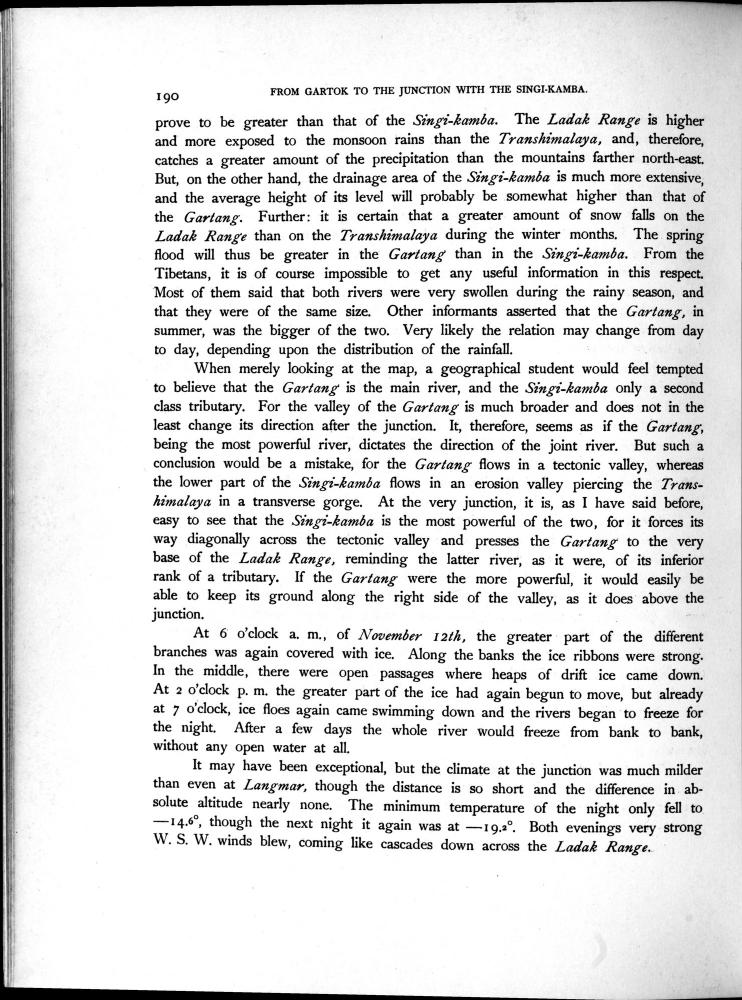 190
FROM GARTOK TO THE JUNCTION WITH THE SINGI-KAMBA.
prove to be greater than that of the Singi-kamba. The Ladak Range is higher
and more exposed to the monsoon rains than the Transhimalaya, and, therefore,
catches a greater amount of the precipitation than the mountains farther north-east.
But, on the other hand, the drainage area of the Singi-kamba is much more extensive,
and the average height of its level will probably be somewhat higher than that of
the Gartang. Further: it is certain that a greater amount of snow falls on the
Ladak Range than on the Transhimalaya during the winter months. The spring
flood will thus be greater in the Gartang than in the Singi-kamba. From the
Tibetans, it is of course impossible to get any useful information in this respect.
Most of them said that both rivers were very swollen during the rainy season, and
that they were of the same size. Other informants asserted that the Gartang, in
summer, was the bigger of the two. Very likely the relation may change from day
to day, depending upon the distribution of the rainfall.
When merely looking at the map, a geographical student would feel tempted
to believe that the Gartang is the main river, and the Singi-kamba only a second
class tributary. For the valley of the Gartang is much broader and does not in the
least change its direction after the junction. It, therefore, seems as if the Gartang,
being the most powerful river, dictates the direction of the joint river. But such a
conclusion would be a mistake, for the Gartang flows in a tectonic valley, whereas
the lower part of the Singi-kamba flows in an erosion valley piercing the Trans-
himalaya in a transverse gorge. At the very junction, it is, as I have said before,
easy to see that the Singi-kamba is the most powerful of the two, for it forces its
way diagonally across the tectonic valley and presses the Gartang to the very
base of the Ladak Range, reminding the latter river, as it were, of its inferior
rank of a tributary. If the Gartang were the more powerful, it would easily be
able to keep its ground along the right side of the valley, as it does above the
junction.
At 6 o'clock a. m., of November 12th, the greater part of the different
branches was again covered with ice. Along the banks the ice ribbons were strong.
In the middle, there were open passages where heaps of drift ice came down.
At 2 o'clock p. m. the greater part of the ice had again begun to move, but already
at 7 o'clock, ice floes again came swimming down and the rivers began to freeze for
the night. After a few days the whole river would freeze from bank to bank,
without any open water at all.
It may have been exceptional, but the climate at the junction was much milder
than even at Langmar, though the distance is so short and the difference in ab-
solute altitude nearly none. The minimum temperature of the night only fell to
—14.6°, though the next night it again was at —19.2°. Both evenings very strong
W. S. W. winds blew, coming like cascades down across the Ladak Range.